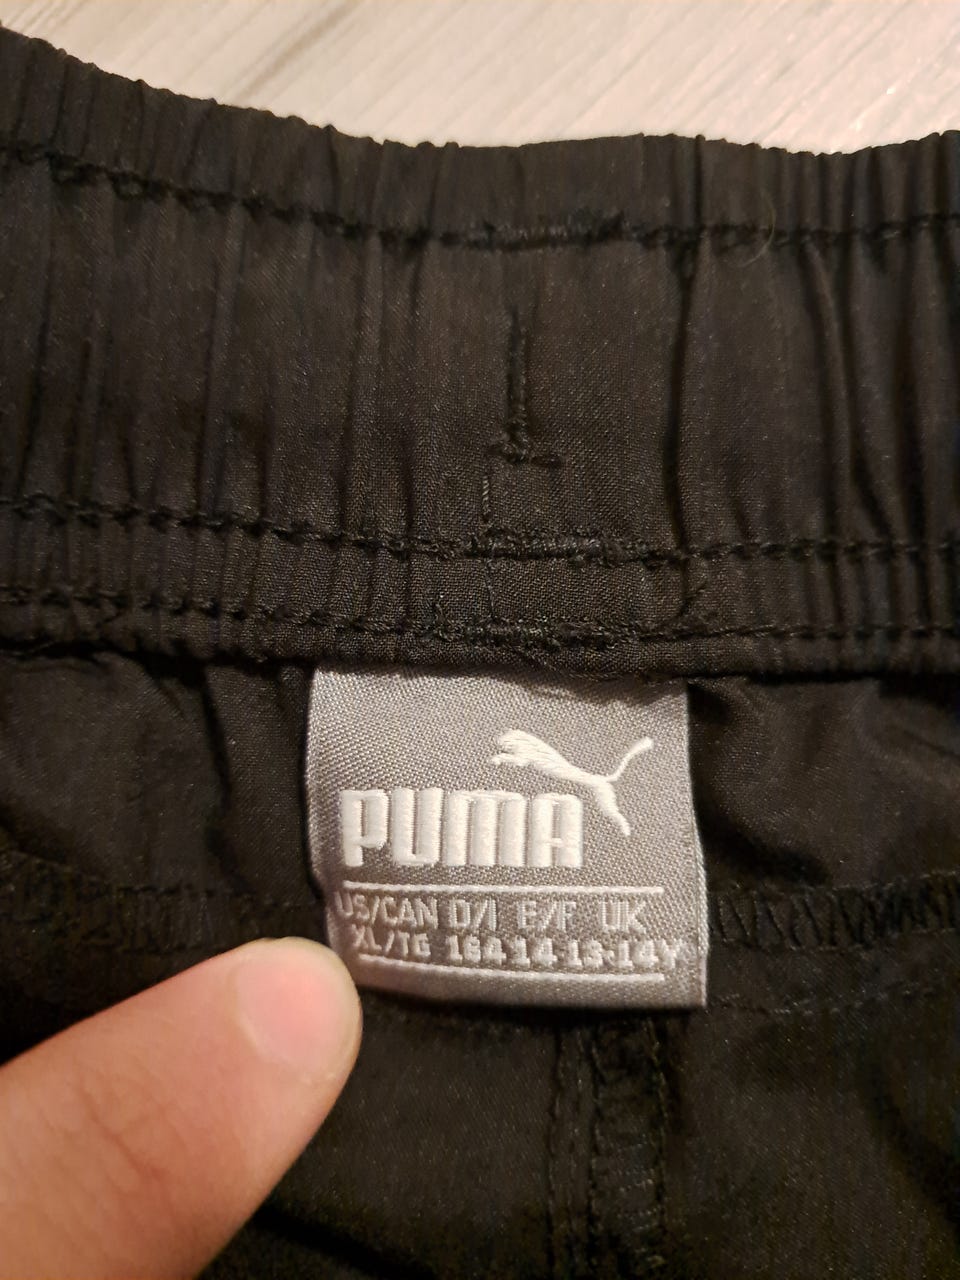 PUMA
US/CAN D/I E/F UK
XL/TG 164 14 13-14Y